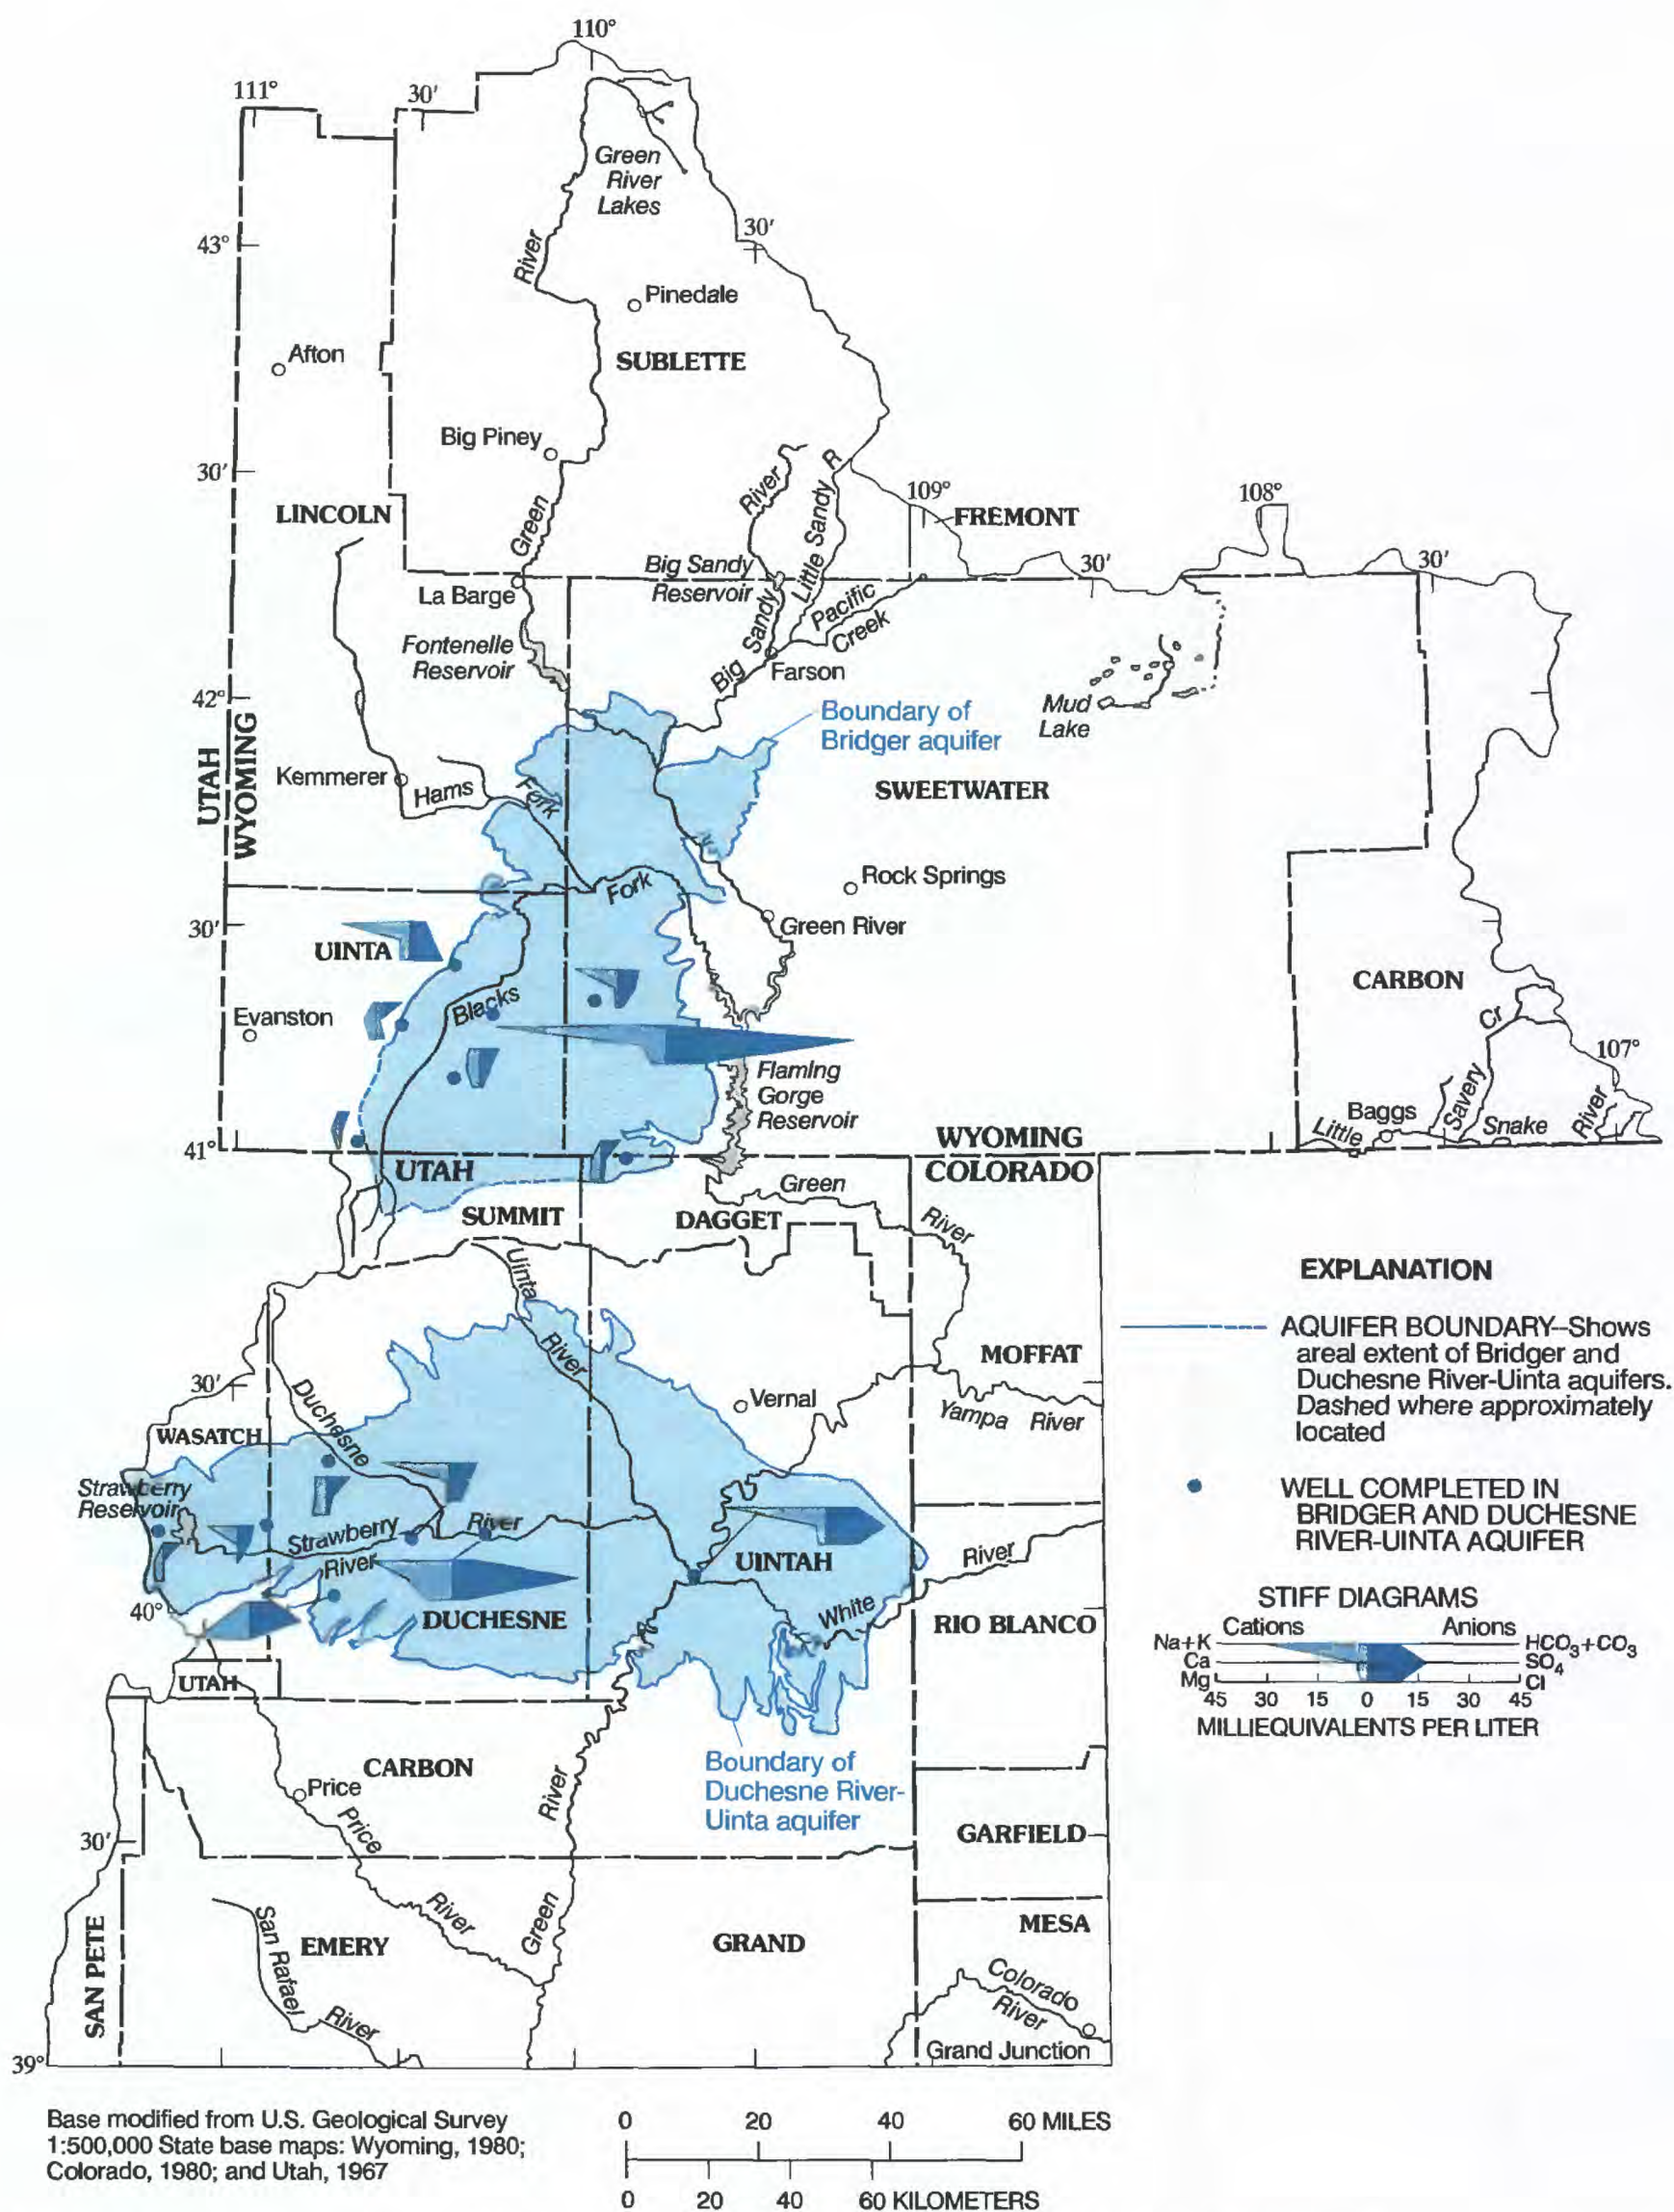 110°
111°
30'
Green
River
Lakes
43°
30'
River
Pinedale
Afton
SUBLETTE
Big Piney
30'
River
Little Sandy R
109°
108°
LINCOLN
Green
FREMONT
Big Sandy
Reservoir
30'
30'
La Barge
Pacific
Creek
Fontenelle
Reservoir
Big Sandy
Farson
42°
Mud
Lake
Boundary of
Bridger aquifer
UTAH
WYOMING
Kemmerer
Hams
Fork
SWEETWATER
Rock Springs
Fork
30'
Green River
UINTA
CARBON
Evanston
Blacks
Cr
107°
Flaming
Gorge
Reservoir
Savery
Baggs
Little
Snake
River
41°
WYOMING
UTAH
COLORADO
Green
River
SUMMIT
DAGGET
Uinta
River
EXPLANATION
AQUIFER BOUNDARY--Shows
areal extent of Bridger and
Duchesne River-Uinta aquifers.
Dashed where approximately
located
MOFFAT
30'
Duchesne
Vernal
Yampa River
WASATCH
Strawberry
Reservoir
WELL COMPLETED IN
BRIDGER AND DUCHESNE
RIVER-UINTA AQUIFER
Strawberry
River
River
UINTAH
River
STIFF DIAGRAMS
40°
DUCHESNE
White
RIO BLANCO
Cations Anions
Na+K HCO3+CO3
Ca SO4
Mg Cl
45 30 15 0 15 30 45
MILLIEQUIVALENTS PER LITER
UTAH
Boundary of
Duchesne River-
Uinta aquifer
CARBON
Price
Price
River
River
Green
30'
GARFIELD
San Rafael
River
SAN PETE
EMERY
GRAND
MESA
Colorado
River
Grand Junction
39°
Base modified from U.S. Geological Survey
1:500,000 State base maps: Wyoming, 1980;
Colorado, 1980; and Utah, 1967
0 20 40 60 MILES
0 20 40 60 KILOMETERS